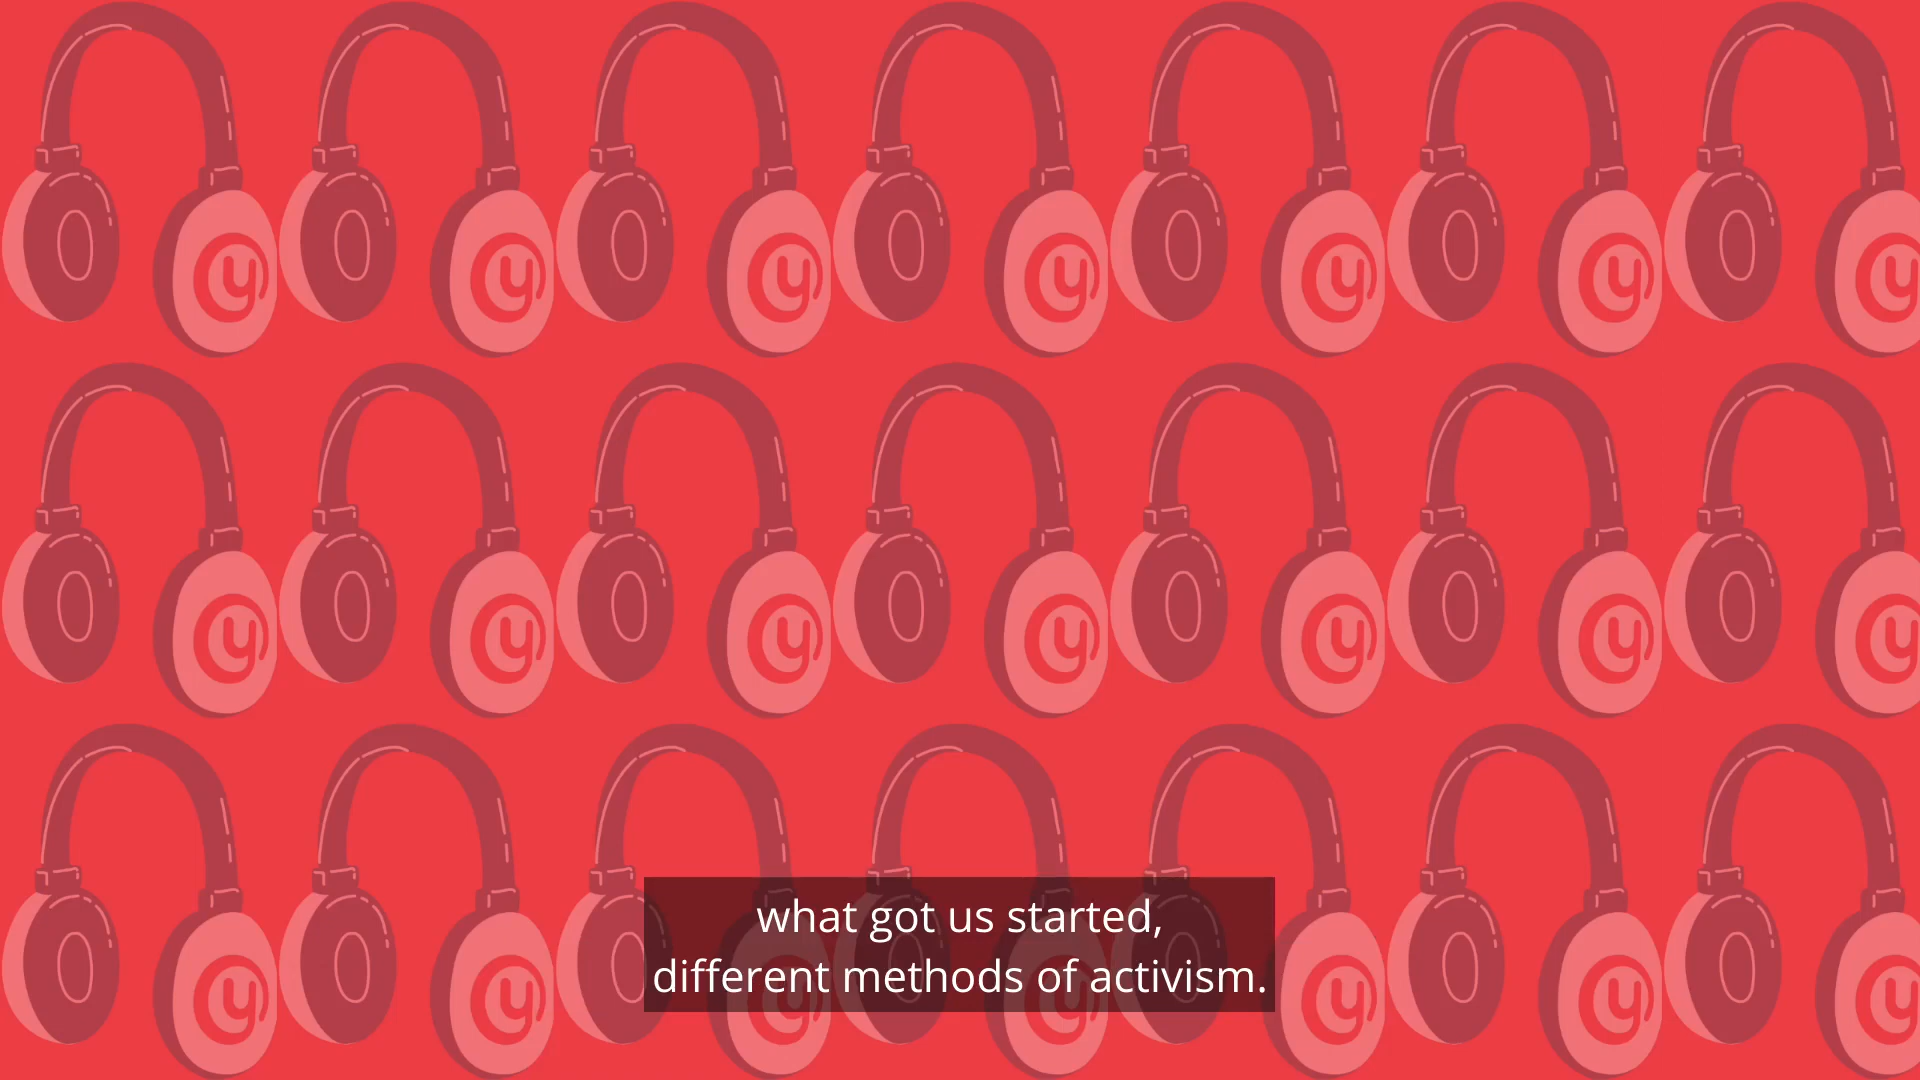 what got us started,
different methods of activism.